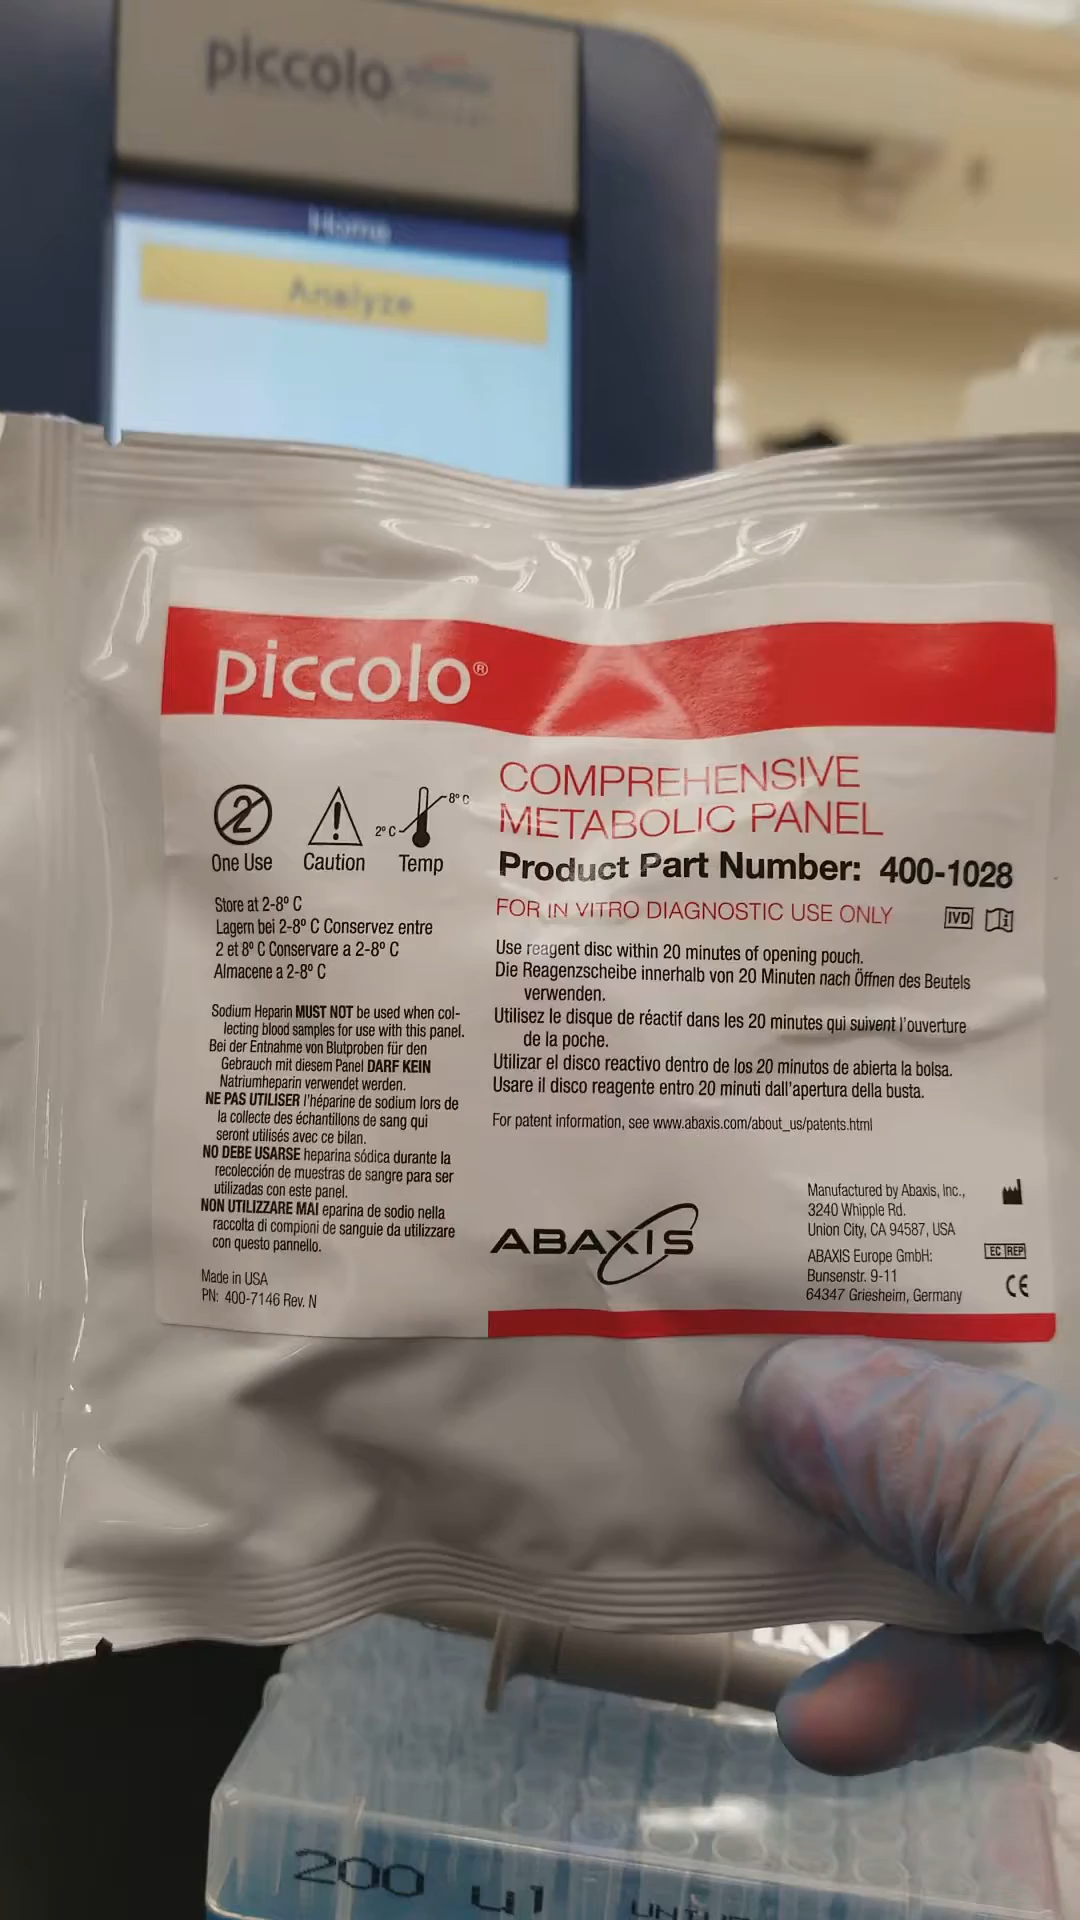 piccolo
Home
Analyze
piccolo®
2
One Use
Caution
8° C
2° C
Temp
Store at 2-8° C
Lagern bei 2-8° C Conservez entre
2 et 8° C Conservare a 2-8° C
Almacene a 2-8° C
Sodium Heparin MUST NOT be used when col-
lecting blood samples for use with this panel.
Bei der Entnahme von Blutproben für den
Gebrauch mit diesem Panel DARF KEIN
Natriumheparin verwendet werden.
NE PAS UTILISER l'héparine de sodium lors de
la collecte des échantillons de sang qui
seront utilisés avec ce bilan.
NO DEBE USARSE heparina sódica durante la
recolección de muestras de sangre para ser
utilizadas con este panel.
NON UTILIZZARE MAI eparina de sodio nella
raccolta di compioni de sanguie da utilizzare
con questo pannello.
Made in USA
PN: 400-7146 Rev. N
COMPREHENSIVE
METABOLIC PANEL
Product Part Number: 400-1028
FOR IN VITRO DIAGNOSTIC USE ONLY
IVD
Use reagent disc within 20 minutes of opening pouch.
Die Reagenzscheibe innerhalb von 20 Minuten nach Öffnen des Beutels
verwenden.
Utilisez le disque de réactif dans les 20 minutes qui suivent l'ouverture
de la poche.
Utilizar el disco reactivo dentro de los 20 minutos de abierta la bolsa.
Usare il disco reagente entro 20 minuti dall'apertura della busta.
For patent information, see www.abaxis.com/about_us/patents.html
ABAXIS
Manufactured by Abaxis, Inc.,
3240 Whipple Rd.
Union City, CA 94587, USA
ABAXIS Europe GmbH:
Bunsenstr. 9-11
64347 Griesheim, Germany
EC REP
CE
200 ul